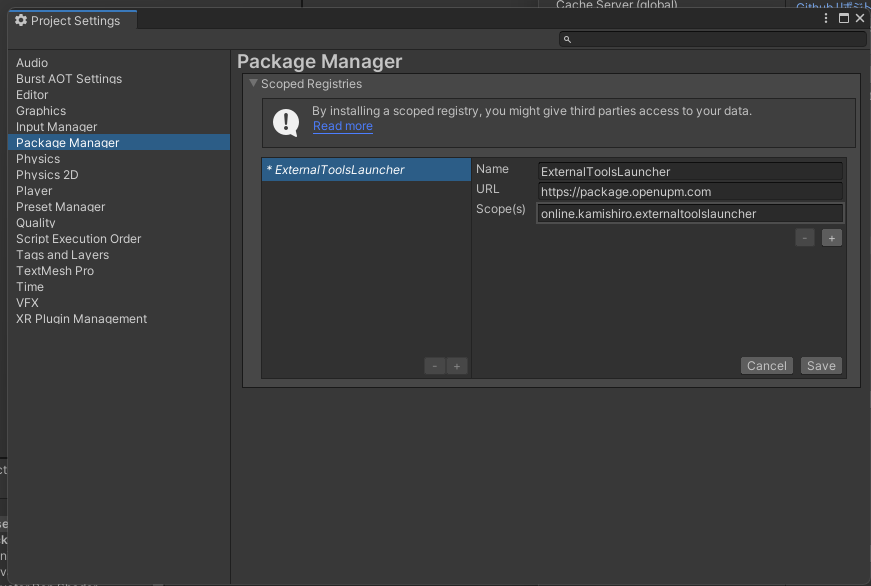 Cache Server (global)
Project Settings
Audio
Burst AOT Settings
Editor
Graphics
Input Manager
Package Manager
Physics
Physics 2D
Player
Preset Manager
Quality
Script Execution Order
Tags and Layers
TextMesh Pro
Time
VFX
XR Plugin Management
Package Manager
Scoped Registries
By installing a scoped registry, you might give third parties access to your data.
Read more
* ExternalToolsLauncher
Name ExternalToolsLauncher
URL https://package.openupm.com
Scope(s) online.kamishiro.externaltoolslauncher
- +
- +
Cancel Save